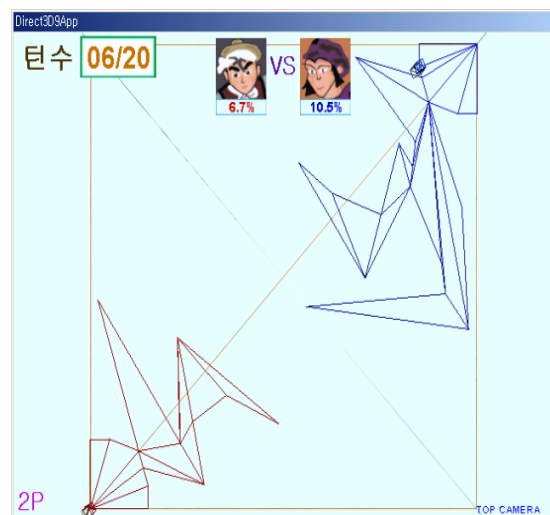 Direct3D9App
턴수 06/20
VS
6.7%
10.5%
2P
TOP CAMERA